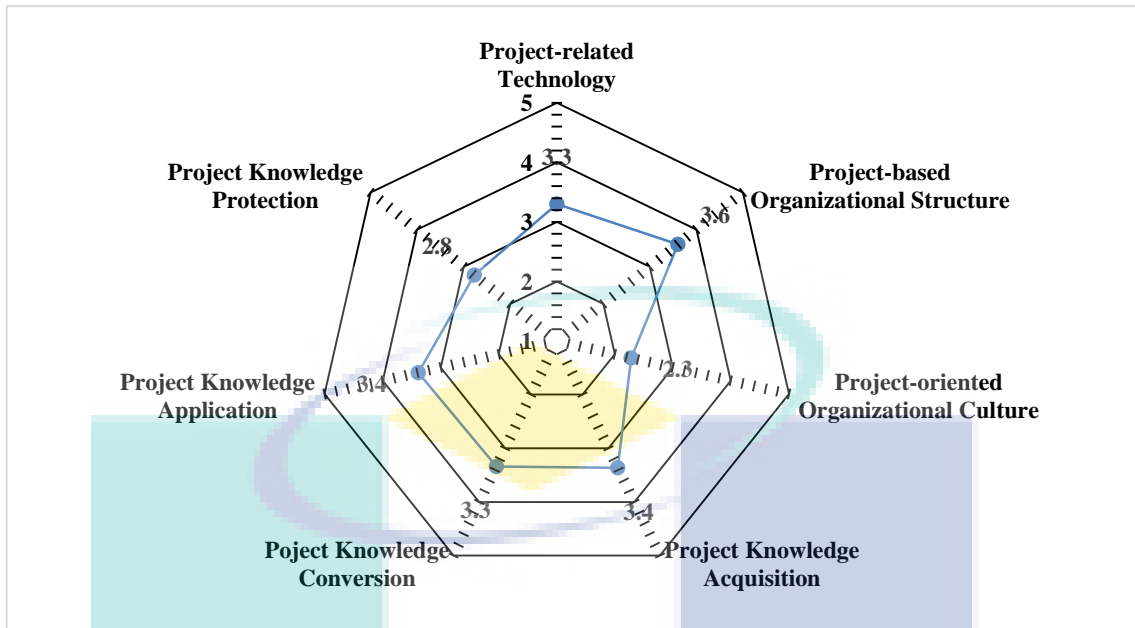 Project-related
Technology
5
4
3.3
3
2
1
Project-based
Organizational Structure
3.6
Project-oriented
Organizational Culture
2.3
Project Knowledge
Acquisition
3.4
Poject Knowledge
Conversion
3.3
Project Knowledge
Application
3.4
Project Knowledge
Protection
2.8